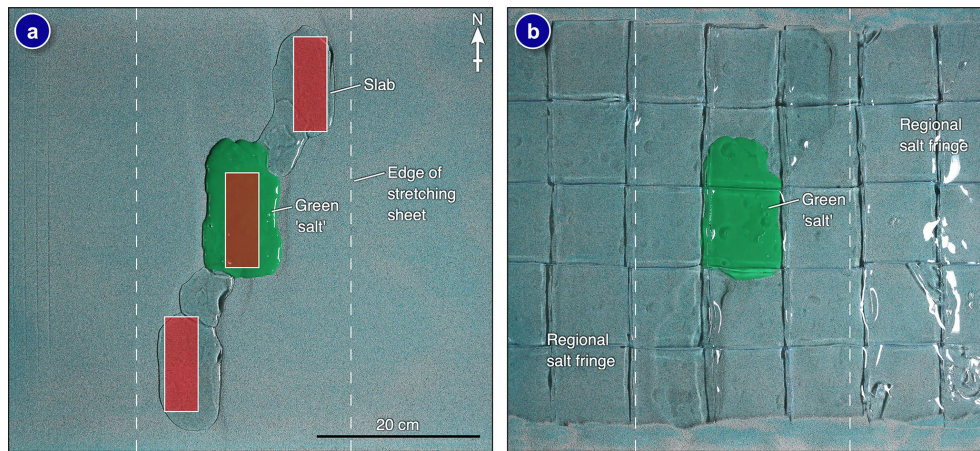 a
N
Slab
Edge of
stretching
sheet
Green
'salt'
20 cm
b
Regional
salt fringe
Green
'salt'
Regional
salt fringe